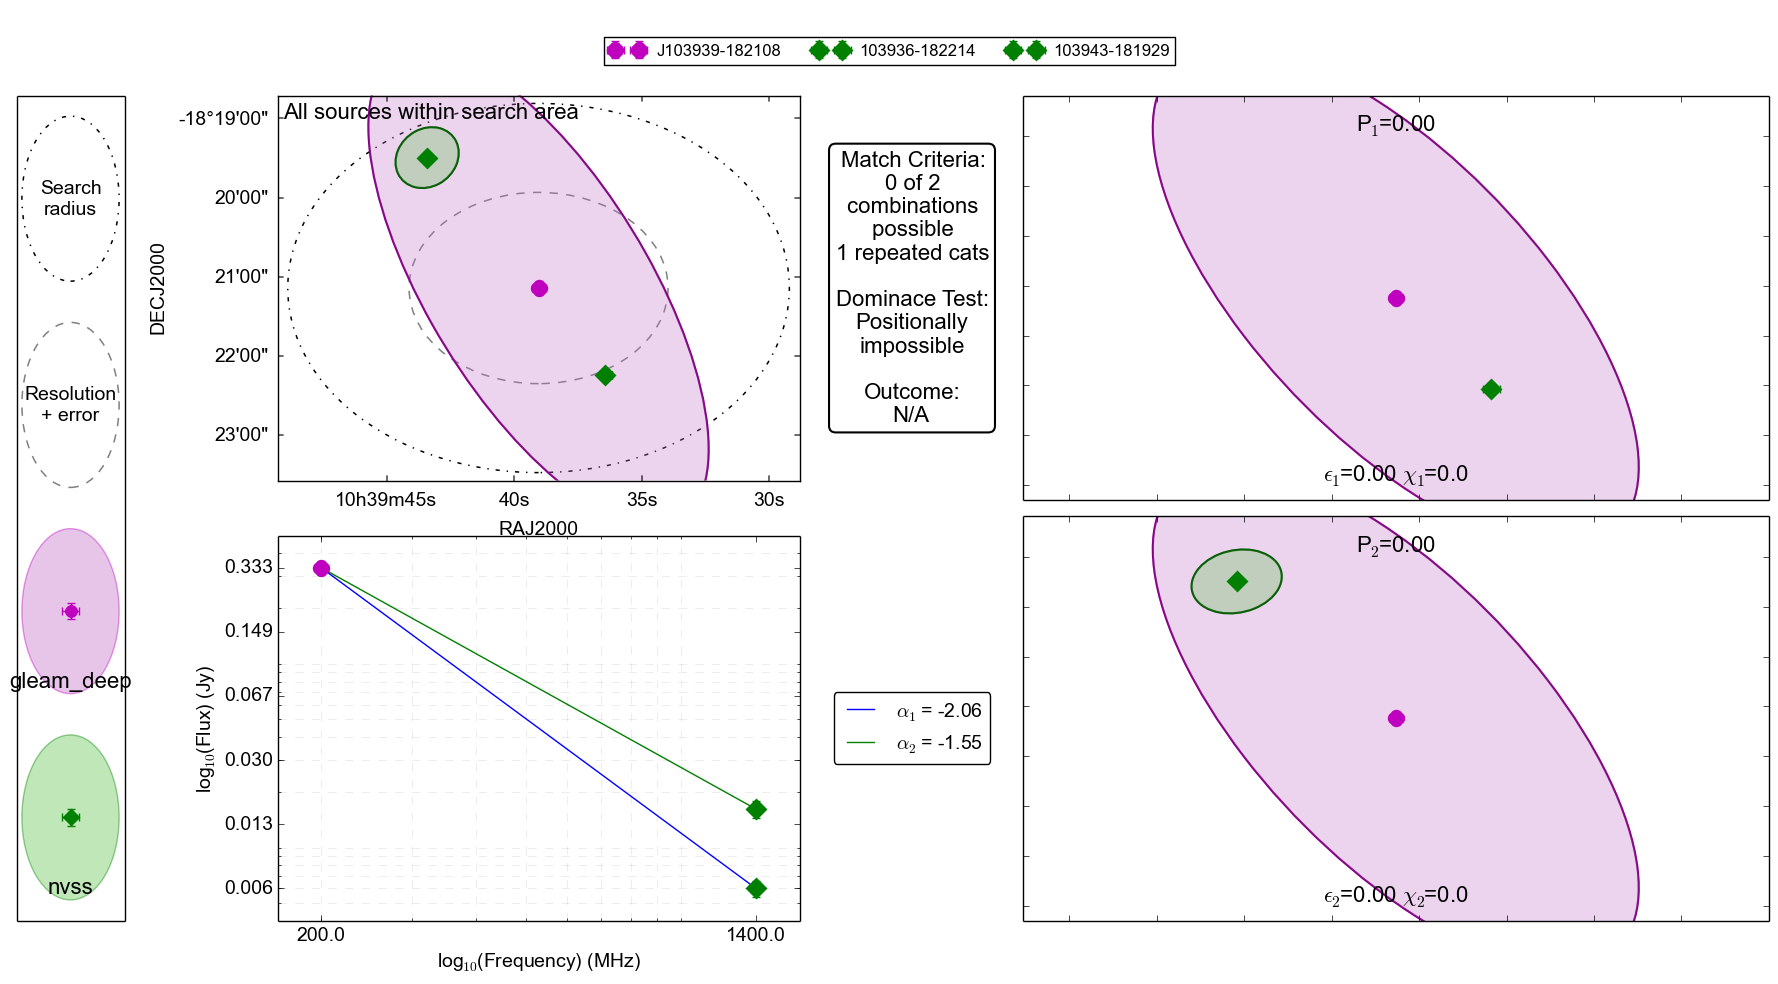 J103939-182108 103936-182214 103943-181929
Search
radius
Resolution
+ error
gleam_deep
nvss
All sources within search area
DECJ2000
-18°19'00"
20'00"
21'00"
22'00"
23'00"
10h39m45s 40s 35s 30s
RAJ2000
Match Criteria:
0 of 2
combinations
possible
1 repeated cats
Dominace Test:
Positionally
impossible
Outcome:
N/A
P₁=0.00
ϵ₁=0.00 χ₁=0.0
log₁₀(Flux) (Jy)
0.333
0.149
0.067
0.030
0.013
0.006
200.0 1400.0
log₁₀(Frequency) (MHz)
α₁ = -2.06
α₂ = -1.55
P₂=0.00
ϵ₂=0.00 χ₂=0.0